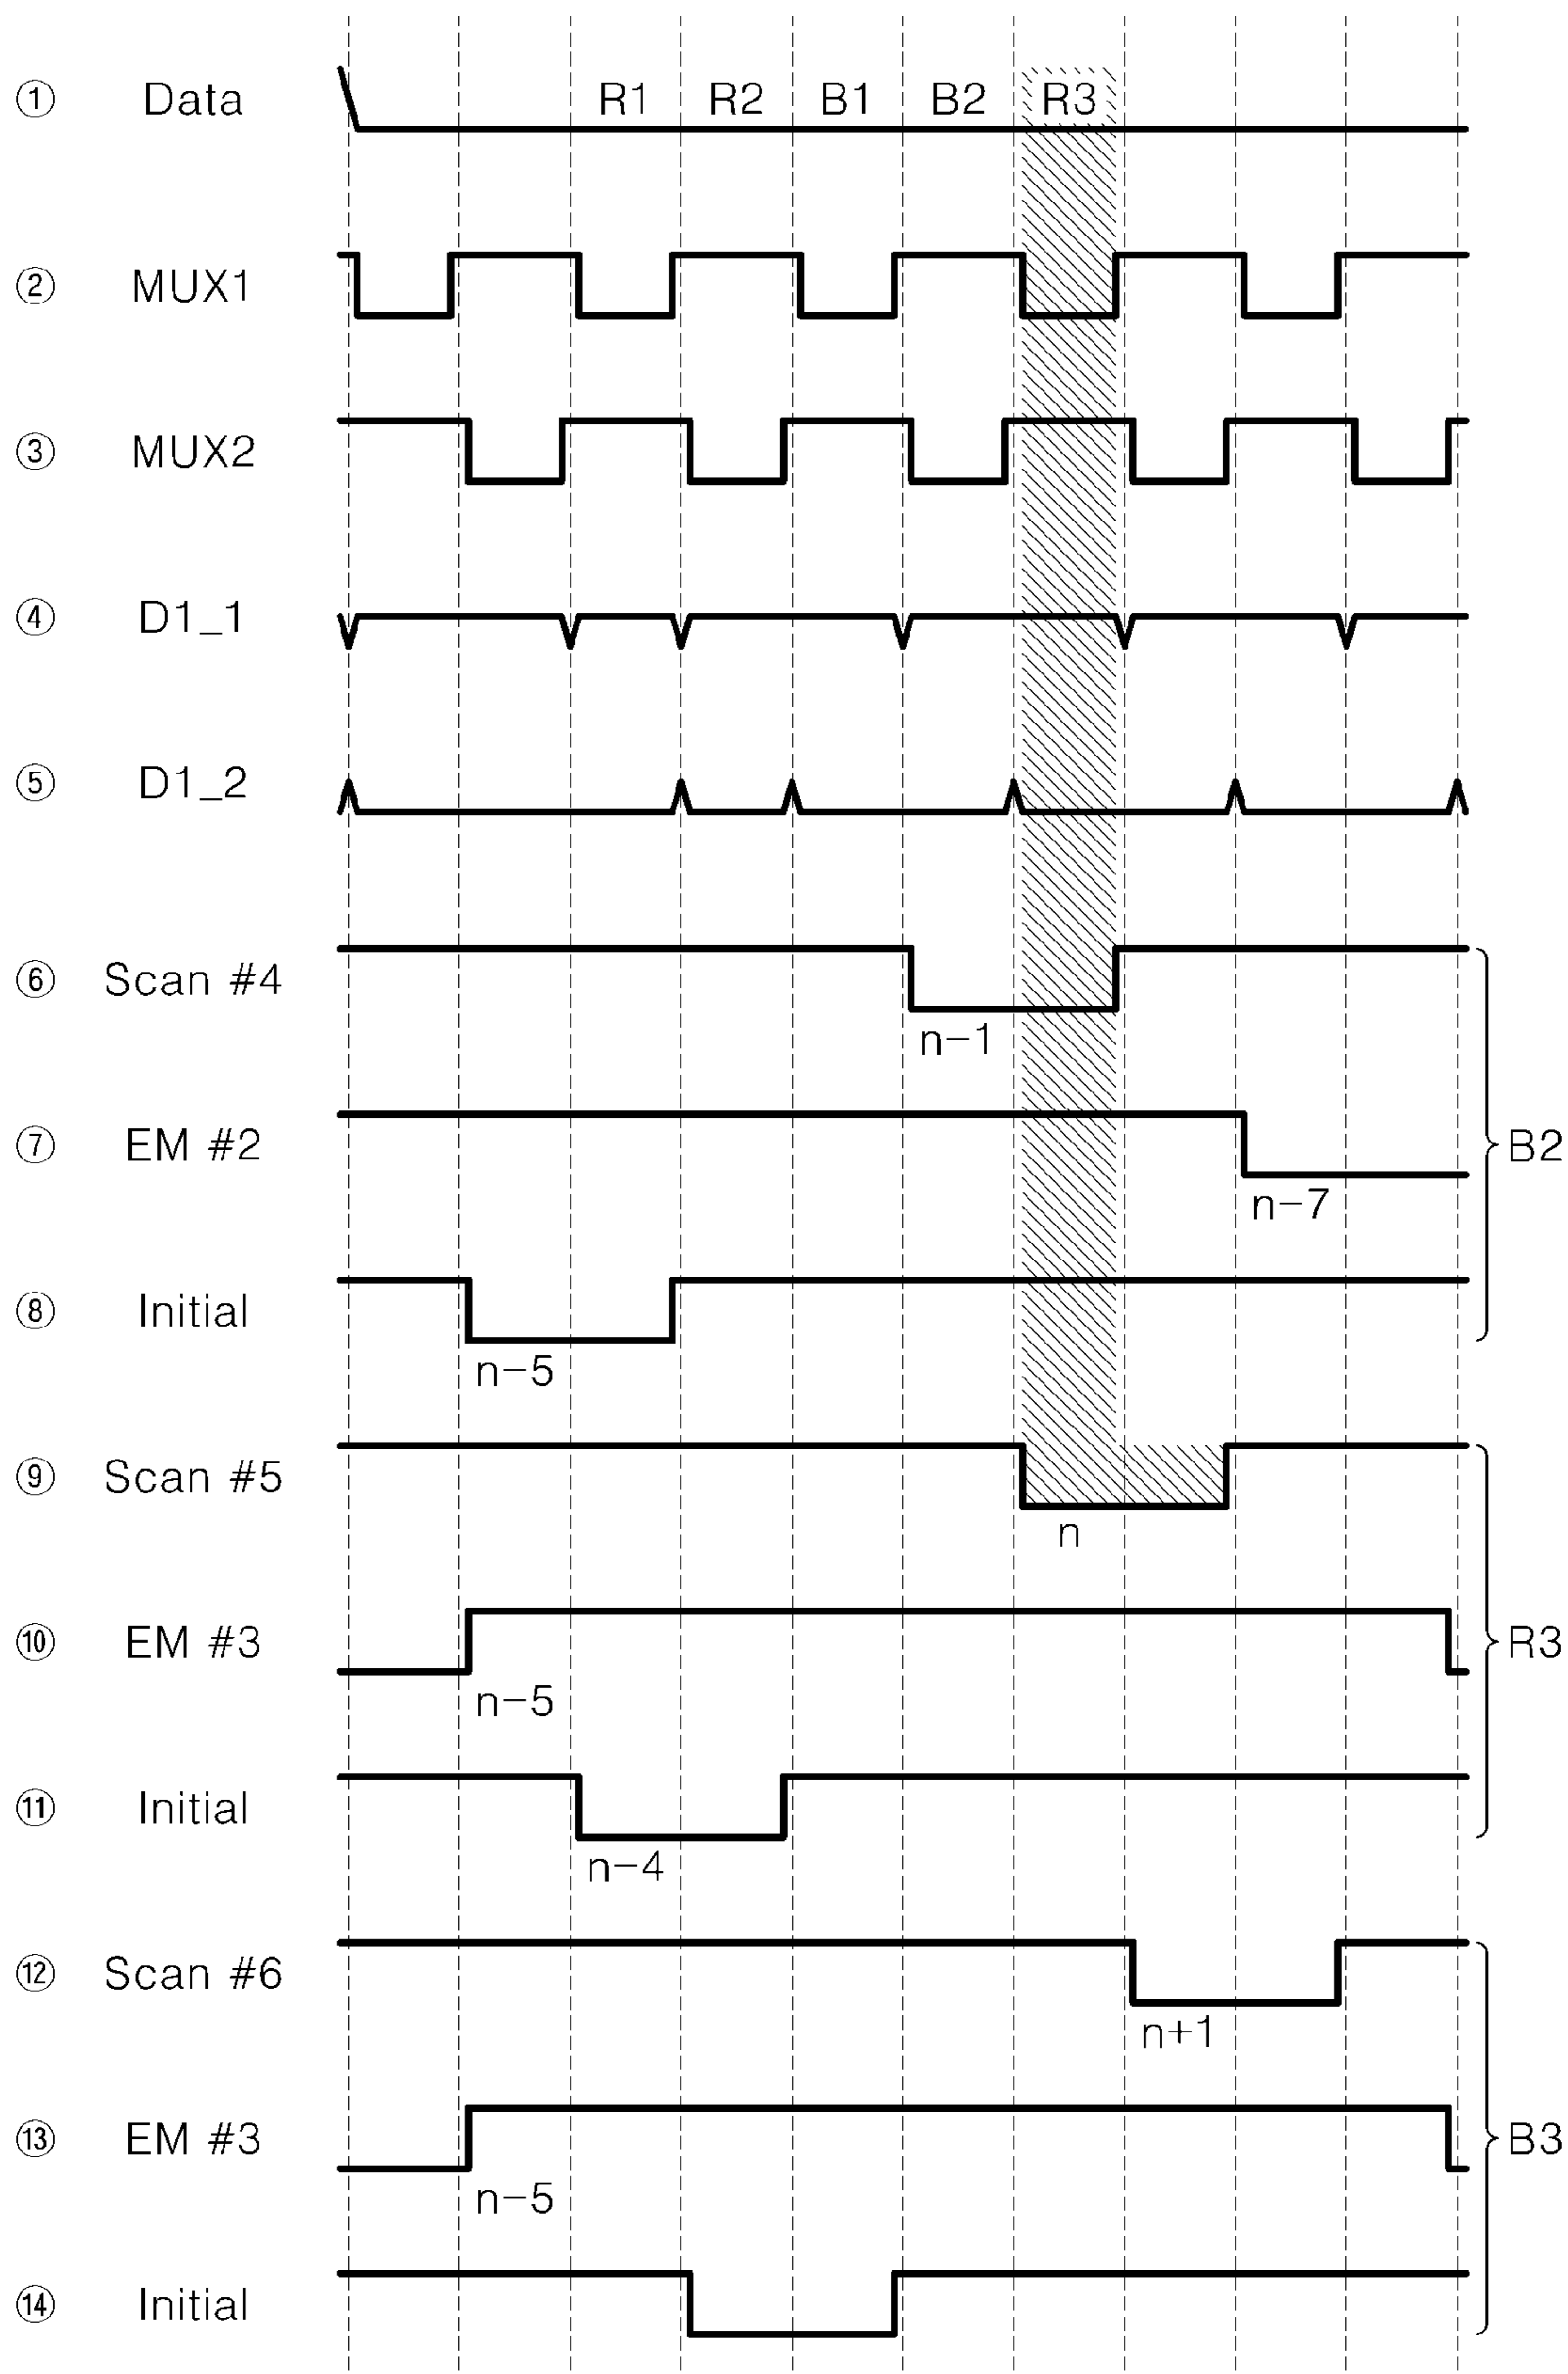 ① Data R1 R2 B1 B2 R3
② MUX1
③ MUX2
④ D1_1
⑤ D1_2
⑥ Scan #4
n-1
⑦ EM #2 B2
n-7
⑧ Initial
n-5
⑨ Scan #5
n
⑩ EM #3 R3
n-5
⑪ Initial
n-4
⑫ Scan #6
n+1
⑬ EM #3 B3
n-5
⑭ Initial